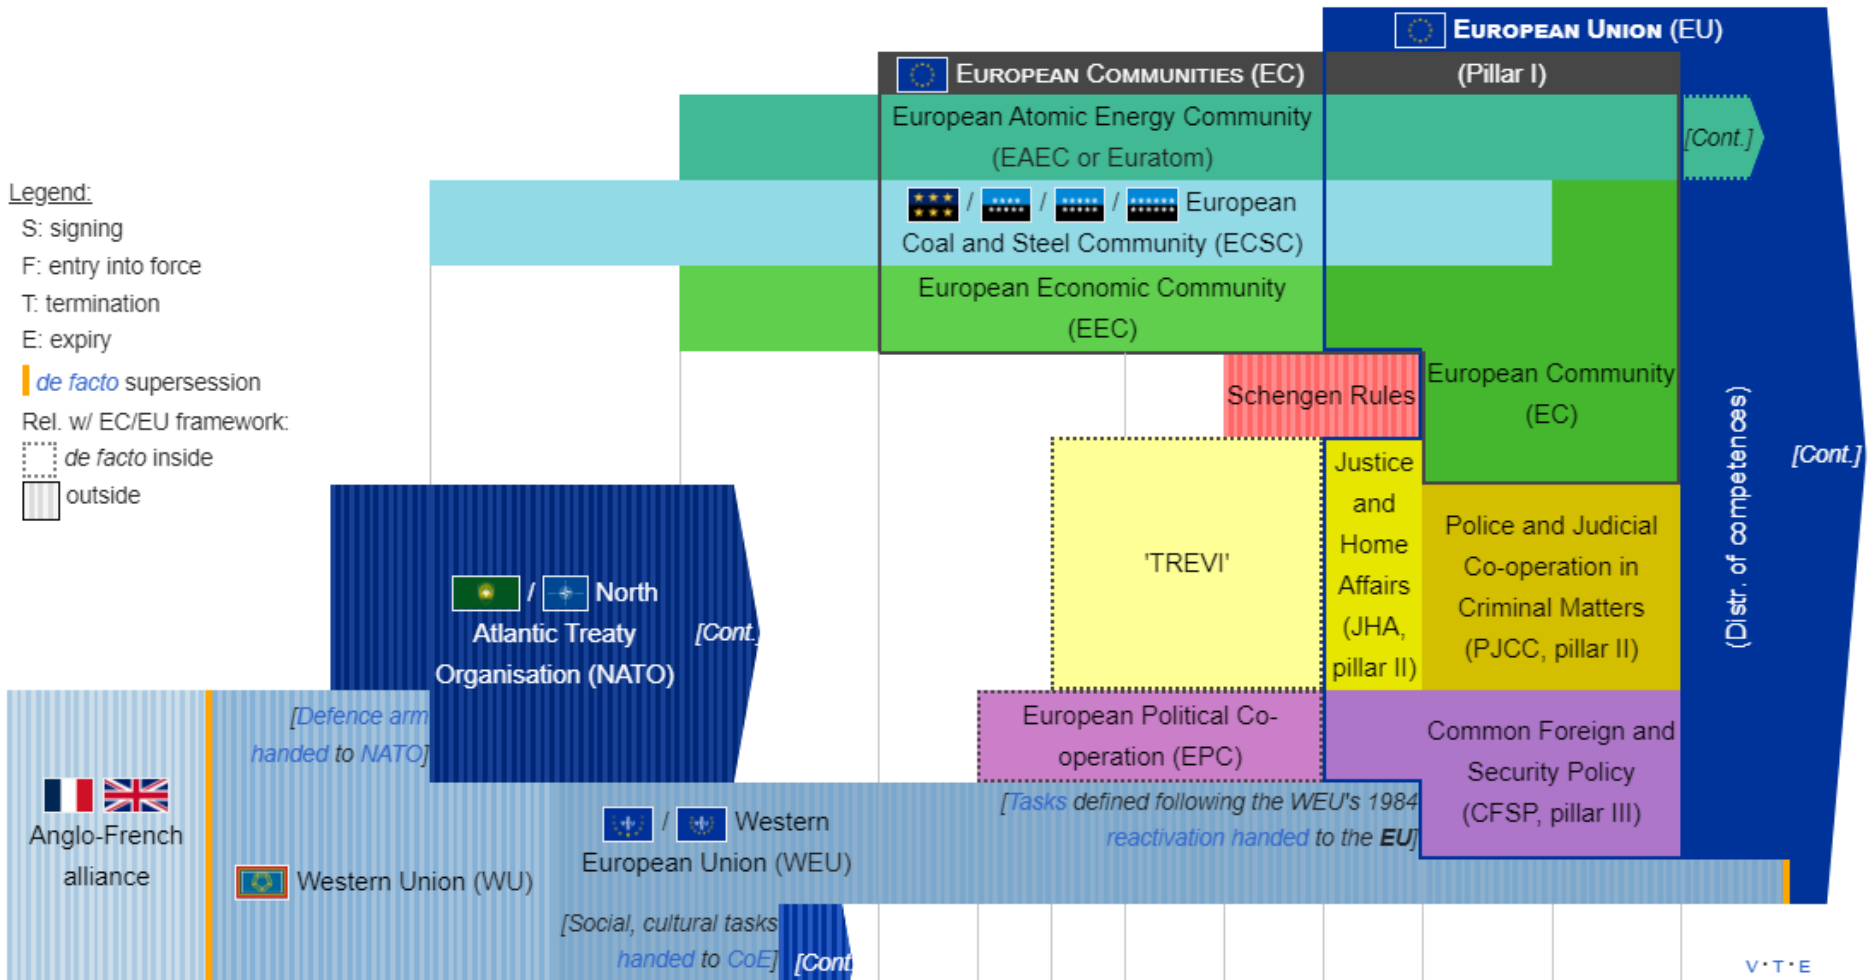 EUROPEAN UNION (EU)
EUROPEAN COMMUNITIES (EC)
(Pillar I)
European Atomic Energy Community
(EAEC or Euratom)
[Cont.]
Legend:
S: signing
F: entry into force
T: termination
E: expiry
de facto supersession
Rel. w/ EC/EU framework:
de facto inside
outside
/ / / European
Coal and Steel Community (ECSC)
European Economic Community
(EEC)
Schengen Rules
European Community
(EC)
(Distr. of competences)
[Cont.]
'TREVI'
Justice
and
Home
Affairs
(JHA,
pillar II)
Police and Judicial
Co-operation in
Criminal Matters
(PJCC, pillar II)
/ North
Atlantic Treaty
Organisation (NATO)
[Cont.
[Defence arm
handed to NATO]
European Political Co-
operation (EPC)
Common Foreign and
Security Policy
(CFSP, pillar III)
Anglo-French
alliance
Western Union (WU)
/ Western
European Union (WEU)
[Tasks defined following the WEU's 1984
reactivation handed to the EU]
[Social, cultural tasks
handed to CoE]
[Cont.
V·T·E